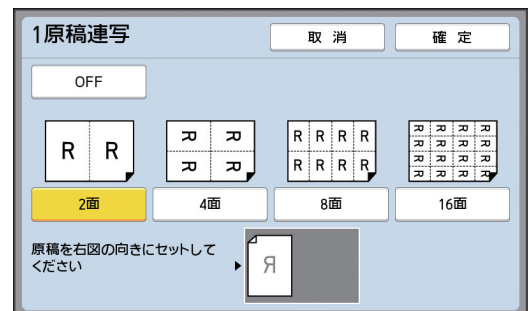 1原稿連写
取 消
確 定
OFF
R R
R R
R R
R R R R
R R R R
R R R R
R R R R
R R R R
R R R R
2面
4面
8面
16面
原稿を右図の向きにセットして
ください
R